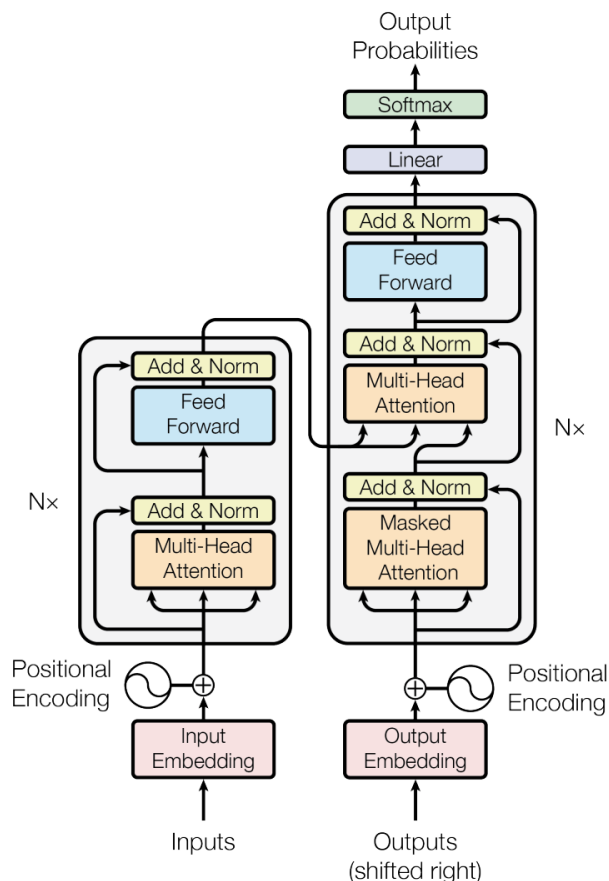 Output
Probabilities
Softmax
Linear
Add & Norm
Feed
Forward
Add & Norm
Multi-Head
Attention
Add & Norm
Masked
Multi-Head
Attention
N×
Add & Norm
Feed
Forward
Add & Norm
Multi-Head
Attention
N×
Positional
Encoding
Positional
Encoding
Input
Embedding
Output
Embedding
Inputs
Outputs
(shifted right)